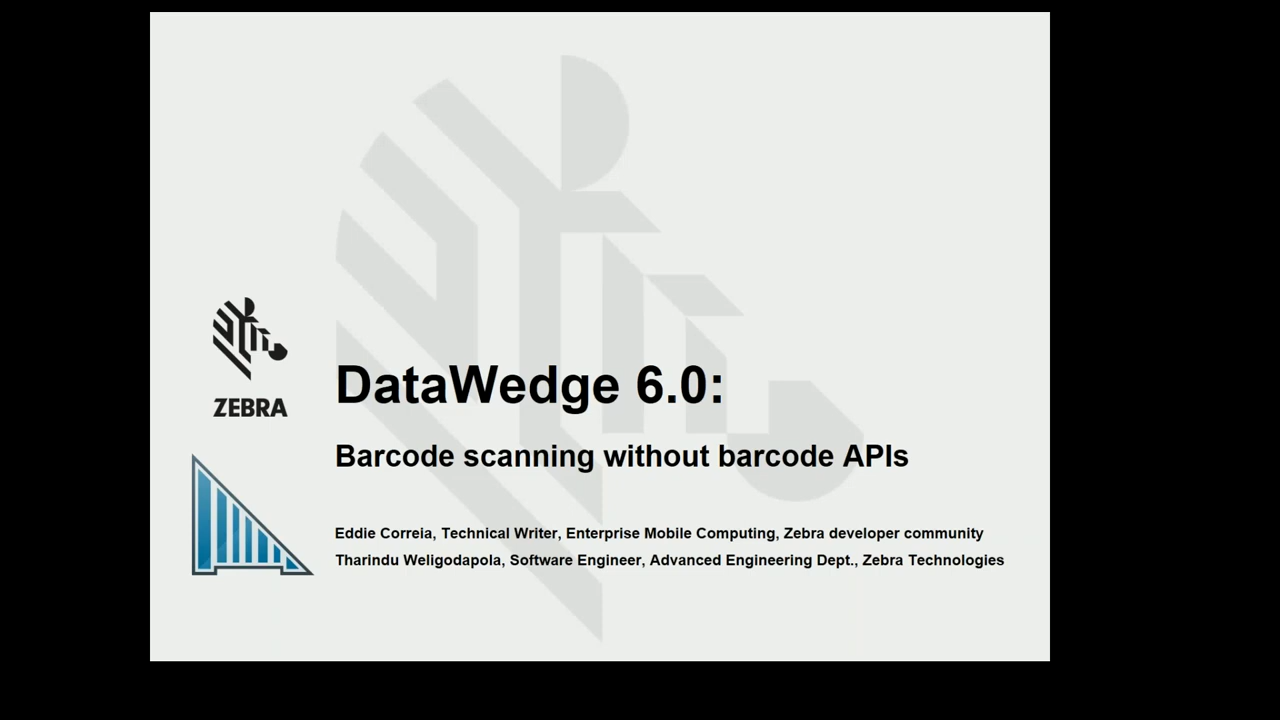 ZEBRA
DataWedge 6.0:
Barcode scanning without barcode APIs
Eddie Correia, Technical Writer, Enterprise Mobile Computing, Zebra developer community
Tharindu Weligodapola, Software Engineer, Advanced Engineering Dept., Zebra Technologies